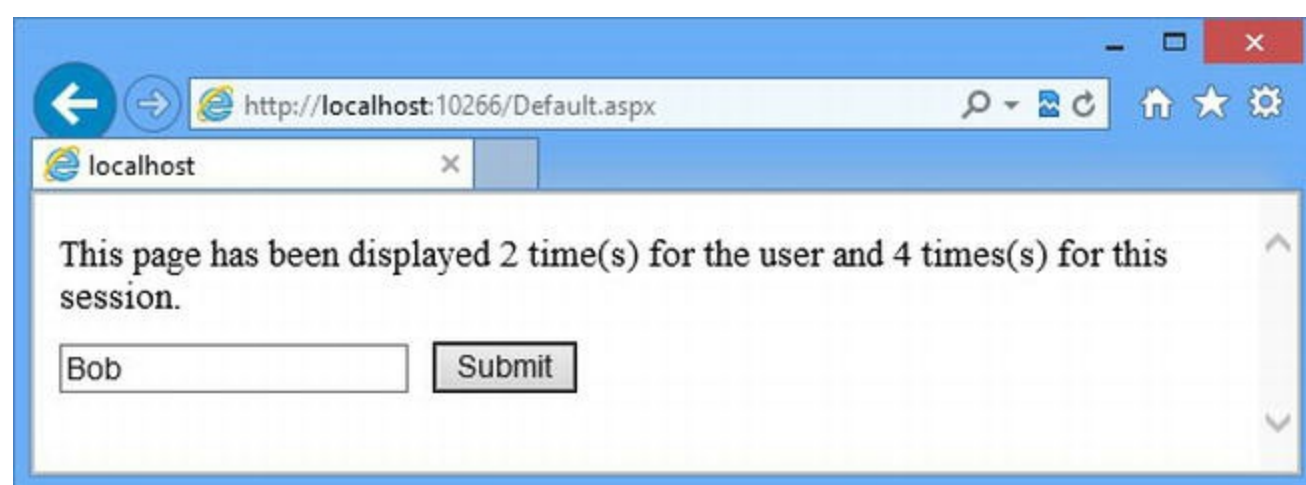 http://localhost:10266/Default.aspx
localhost
This page has been displayed 2 time(s) for the user and 4 times(s) for this
session.
Bob Submit